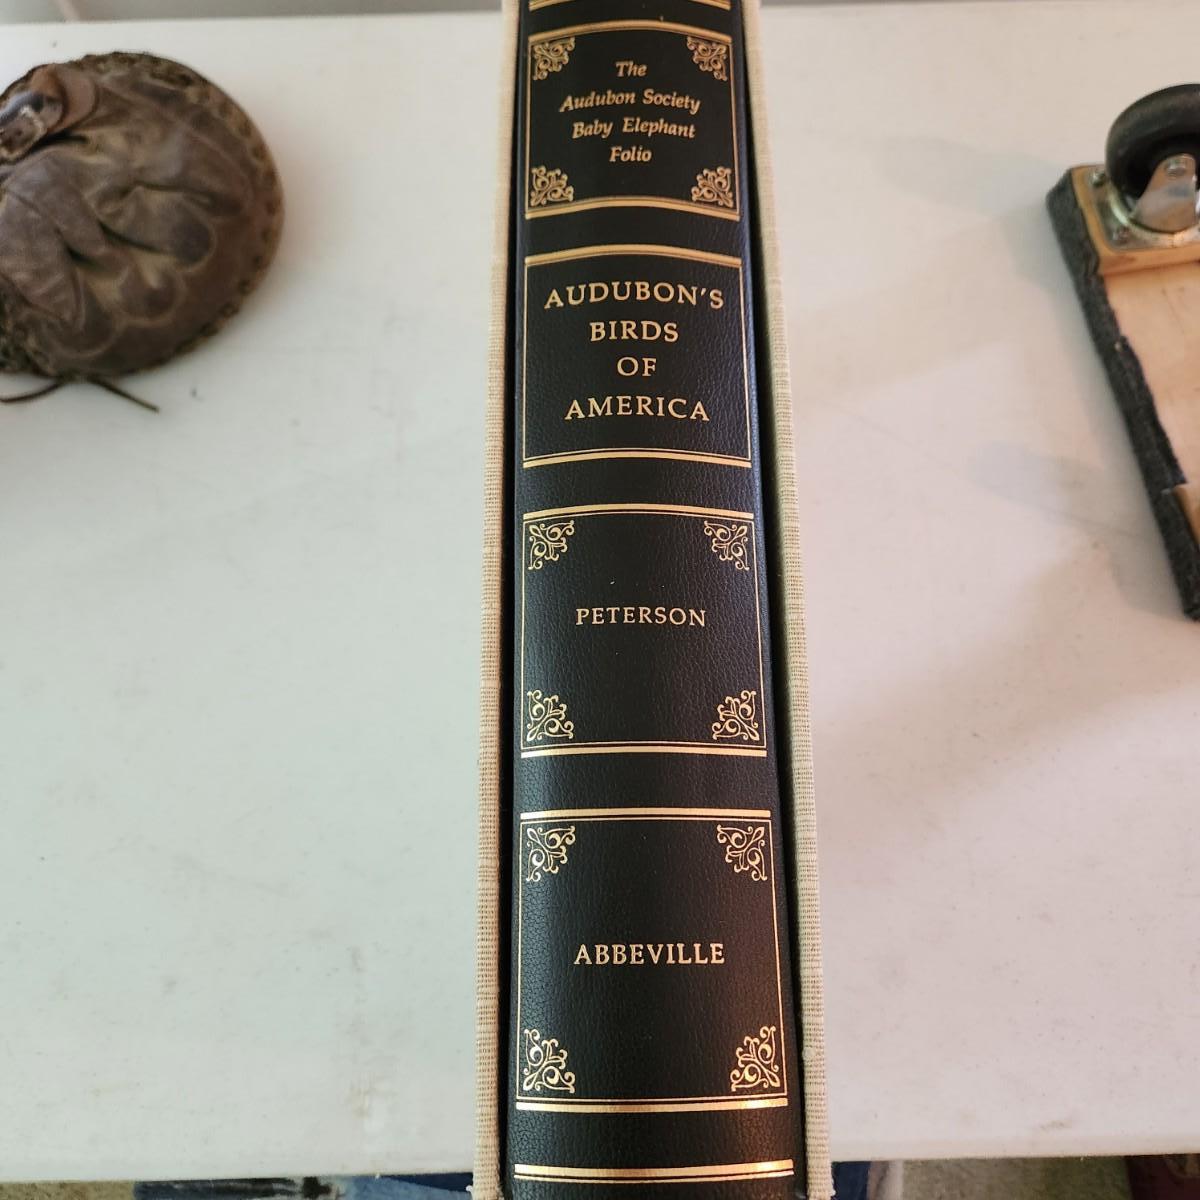 The
Audubon Society
Baby Elephant
Folio
AUDUBON'S
BIRDS
OF
AMERICA
PETERSON
ABBEVILLE